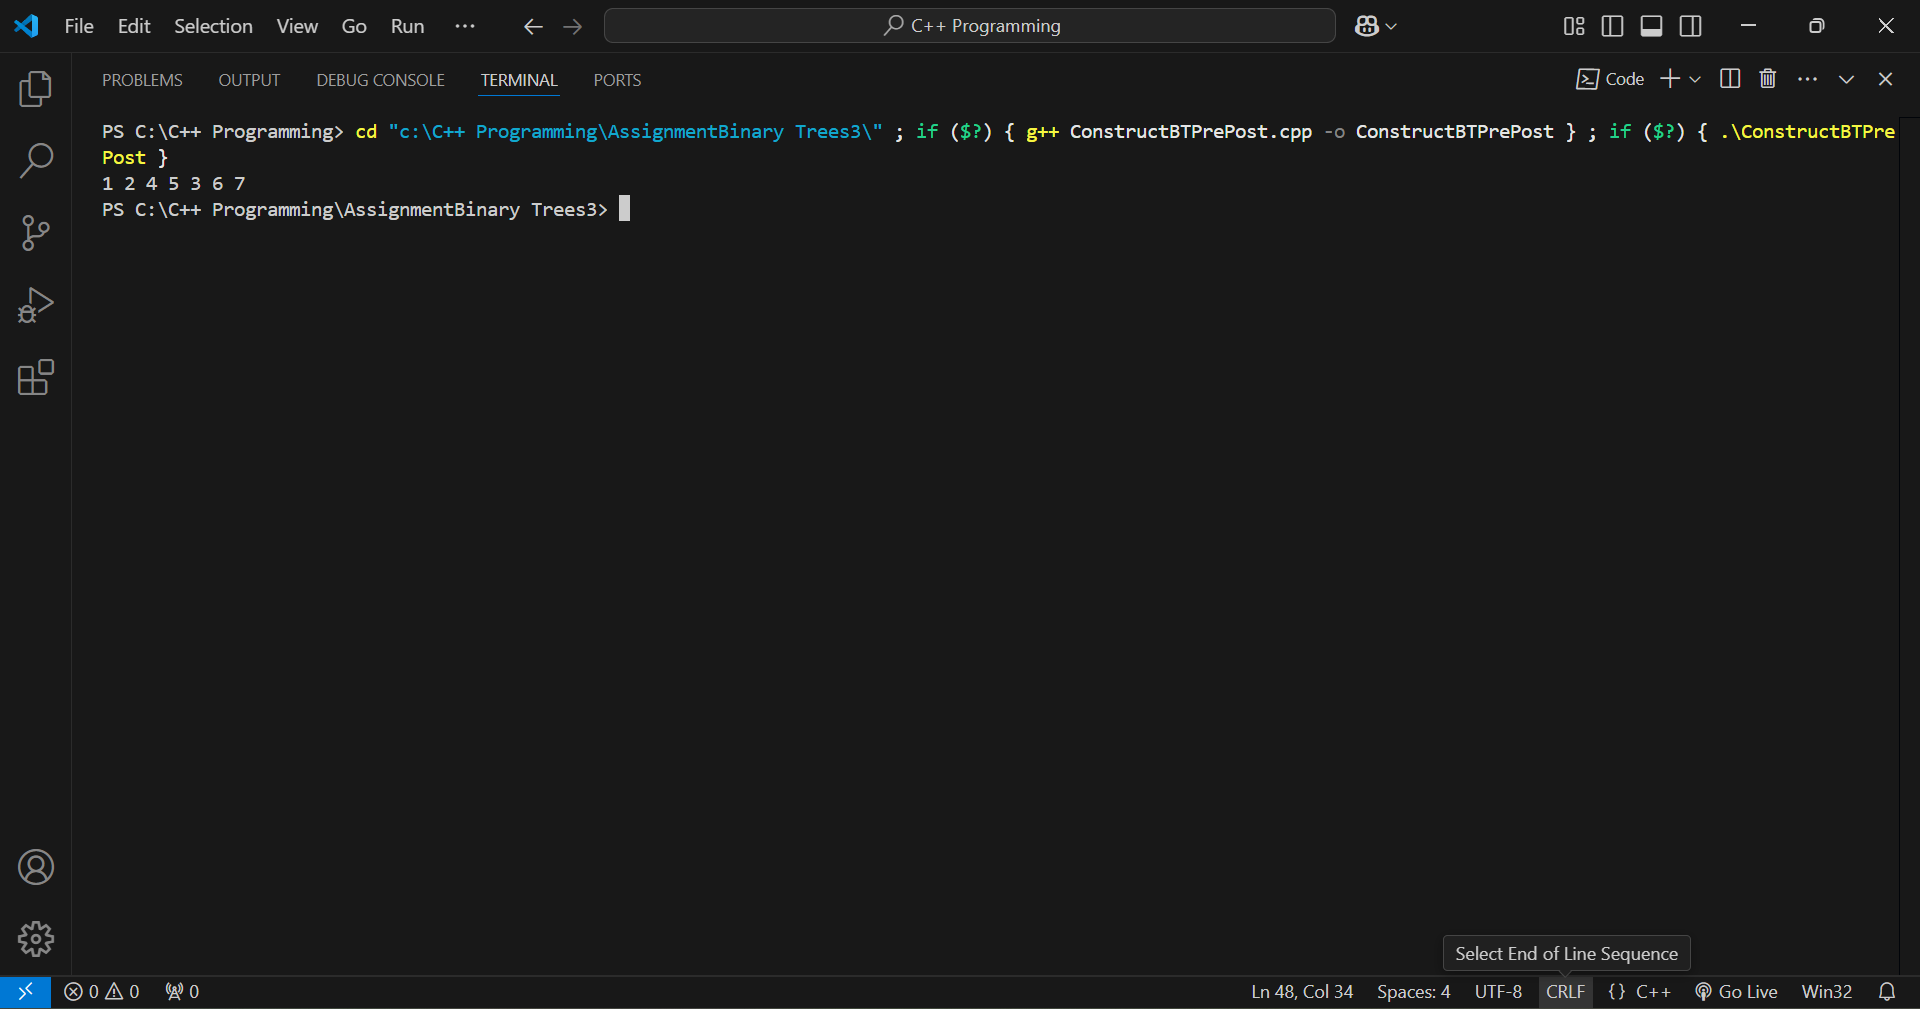 File Edit Selection View Go Run ··· C++ Programming
PROBLEMS OUTPUT DEBUG CONSOLE TERMINAL PORTS Code
PS C:\C++ Programming> cd "c:\C++ Programming\AssignmentBinary Trees3\" ; if ($?) { g++ ConstructBTPrePost.cpp -o ConstructBTPrePost } ; if ($?) { .\ConstructBTPre
Post }
1 2 4 5 3 6 7
PS C:\C++ Programming\AssignmentBinary Trees3>
Select End of Line Sequence
0 0 0 Ln 48, Col 34 Spaces: 4 UTF-8 CRLF {} C++ Go Live Win32